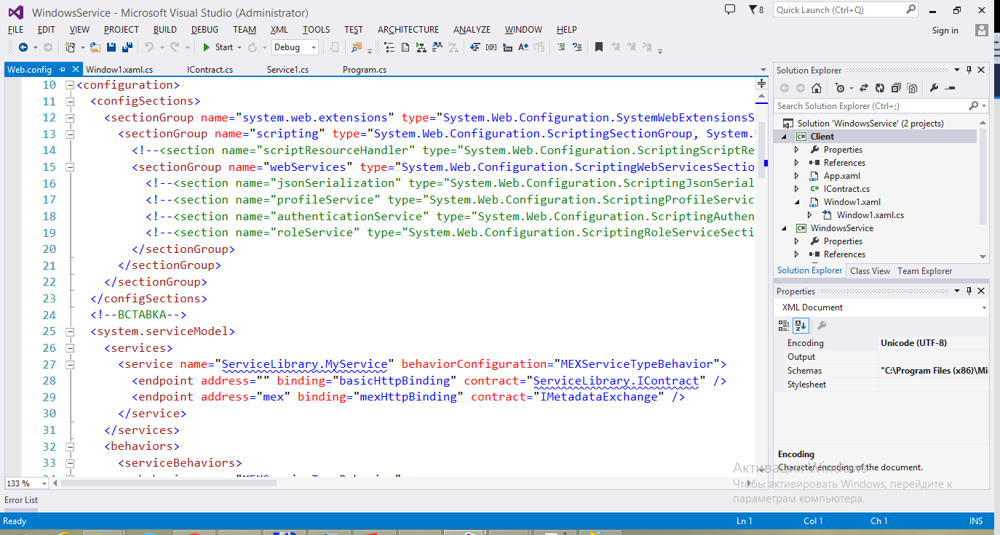 WindowsService - Microsoft Visual Studio (Administrator)
8
Quick Launch (Ctrl+Q)
FILE EDIT VIEW PROJECT BUILD DEBUG TEAM XML TOOLS TEST ARCHITECTURE ANALYZE WINDOW HELP
Sign in
Start Debug
Web.config Window1.xaml.cs IContract.cs Service1.cs Program.cs
10 <configuration>
11 <configSections>
12 <sectionGroup name="system.web.extensions" type="System.Web.Configuration.SystemWebExtensionsS
13 <sectionGroup name="scripting" type="System.Web.Configuration.ScriptingSectionGroup, System.
14 <!--<section name="scriptResourceHandler" type="System.Web.Configuration.ScriptingScriptRe
15 <sectionGroup name="webServices" type="System.Web.Configuration.ScriptingWebServicesSectio
16 <!--<section name="jsonSerialization" type="System.Web.Configuration.ScriptingJsonSerial
17 <!--<section name="profileService" type="System.Web.Configuration.ScriptingProfileServic
18 <!--<section name="authenticationService" type="System.Web.Configuration.ScriptingAuthen
19 <!--<section name="roleService" type="System.Web.Configuration.ScriptingRoleServiceSecti
20 </sectionGroup>
21 </sectionGroup>
22 </sectionGroup>
23 </configSections>
24 <!--ВСТАВКА-->
25 <system.serviceModel>
26 <services>
27 <service name="ServiceLibrary.MyService" behaviorConfiguration="MEXServiceTypeBehavior">
28 <endpoint address="" binding="basicHttpBinding" contract="ServiceLibrary.IContract" />
29 <endpoint address="mex" binding="mexHttpBinding" contract="IMetadataExchange" />
30 </service>
31 </services>
32 <behaviors>
33 <serviceBehaviors>
133 %
Error List
Ready
Ln 1 Col 1 Ch 1 INS
Solution Explorer
Search Solution Explorer (Ctrl+;)
Solution 'WindowsService' (2 projects)
C# Client
Properties
References
App.xaml
C# IContract.cs
Window1.xaml
Window1.xaml.cs
C# WindowsService
Properties
References
Solution Explorer Class View Team Explorer
Properties
XML Document
Encoding Unicode (UTF-8)
Output
Schemas "C:\Program Files (x86)\Mi
Stylesheet
Encoding
Character encoding of the document.
Активация Windows
Чтобы активировать Windows, перейдите к
параметрам компьютера.